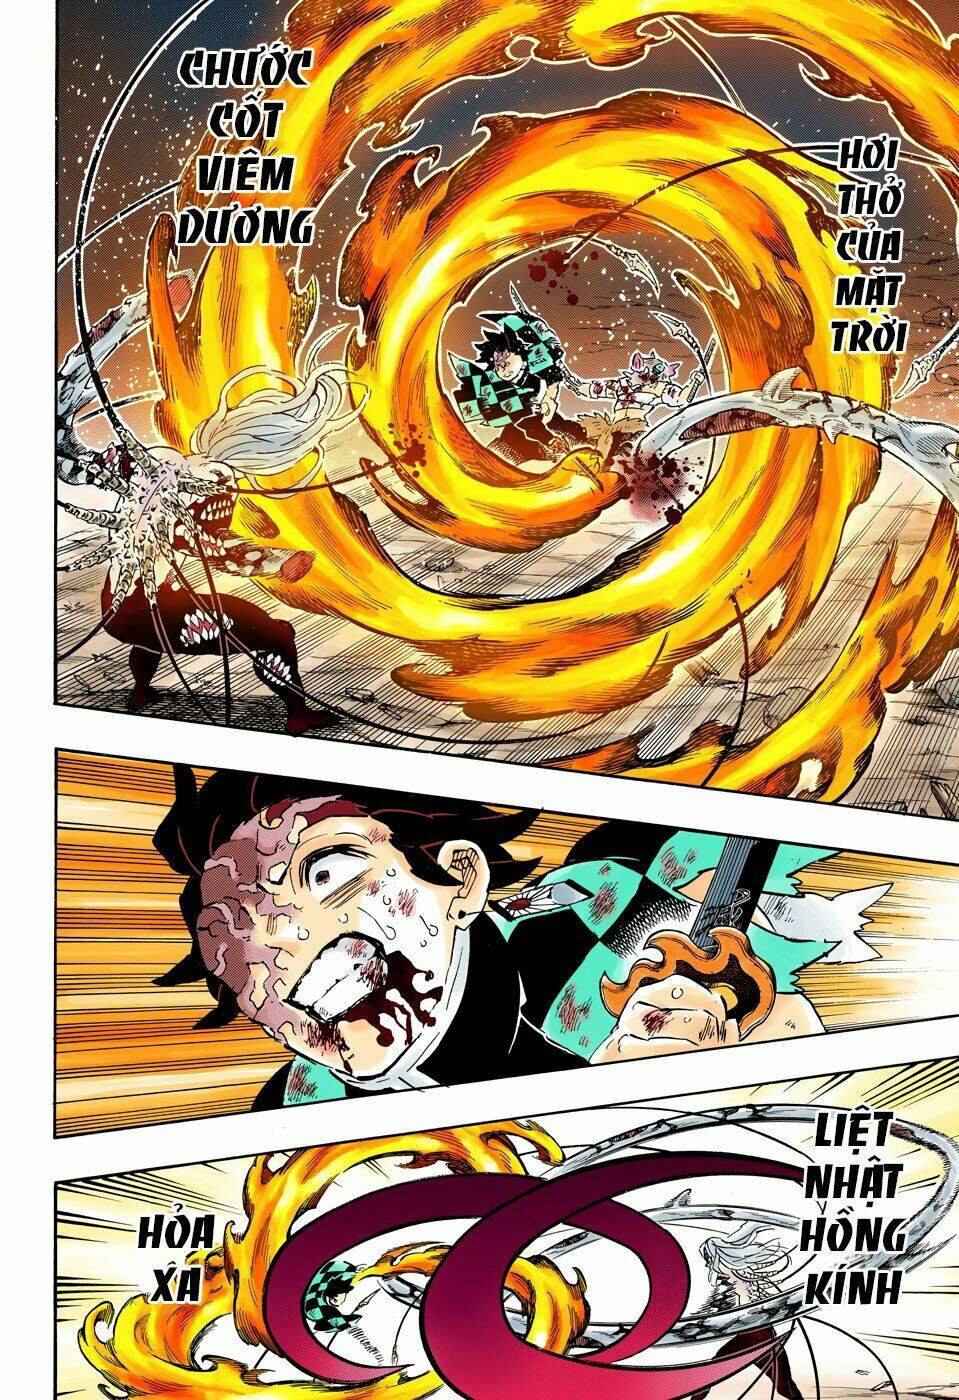 HƠI
THỞ
CỦA
MẶT
TRỜI
CHƯỚC
CỐT
VIÊM
DƯƠNG
LIỆT
NHẬT
HỒNG
KÍNH
HỎA
XA